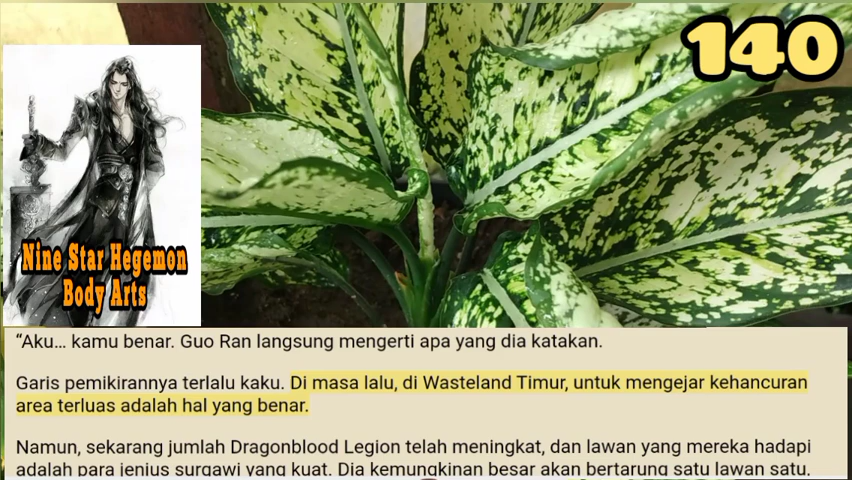 140
Nine Star Hegemon
Body Arts
“Aku... kamu benar. Guo Ran langsung mengerti apa yang dia katakan.
Garis pemikirannya terlalu kaku. Di masa lalu, di Wasteland Timur, untuk mengejar kehancuran
area terluas adalah hal yang benar.
Namun, sekarang jumlah Dragonblood Legion telah meningkat, dan lawan yang mereka hadapi
adalah para jenius surgawi yang kuat. Dia kemungkinan besar akan bertarung satu lawan satu.